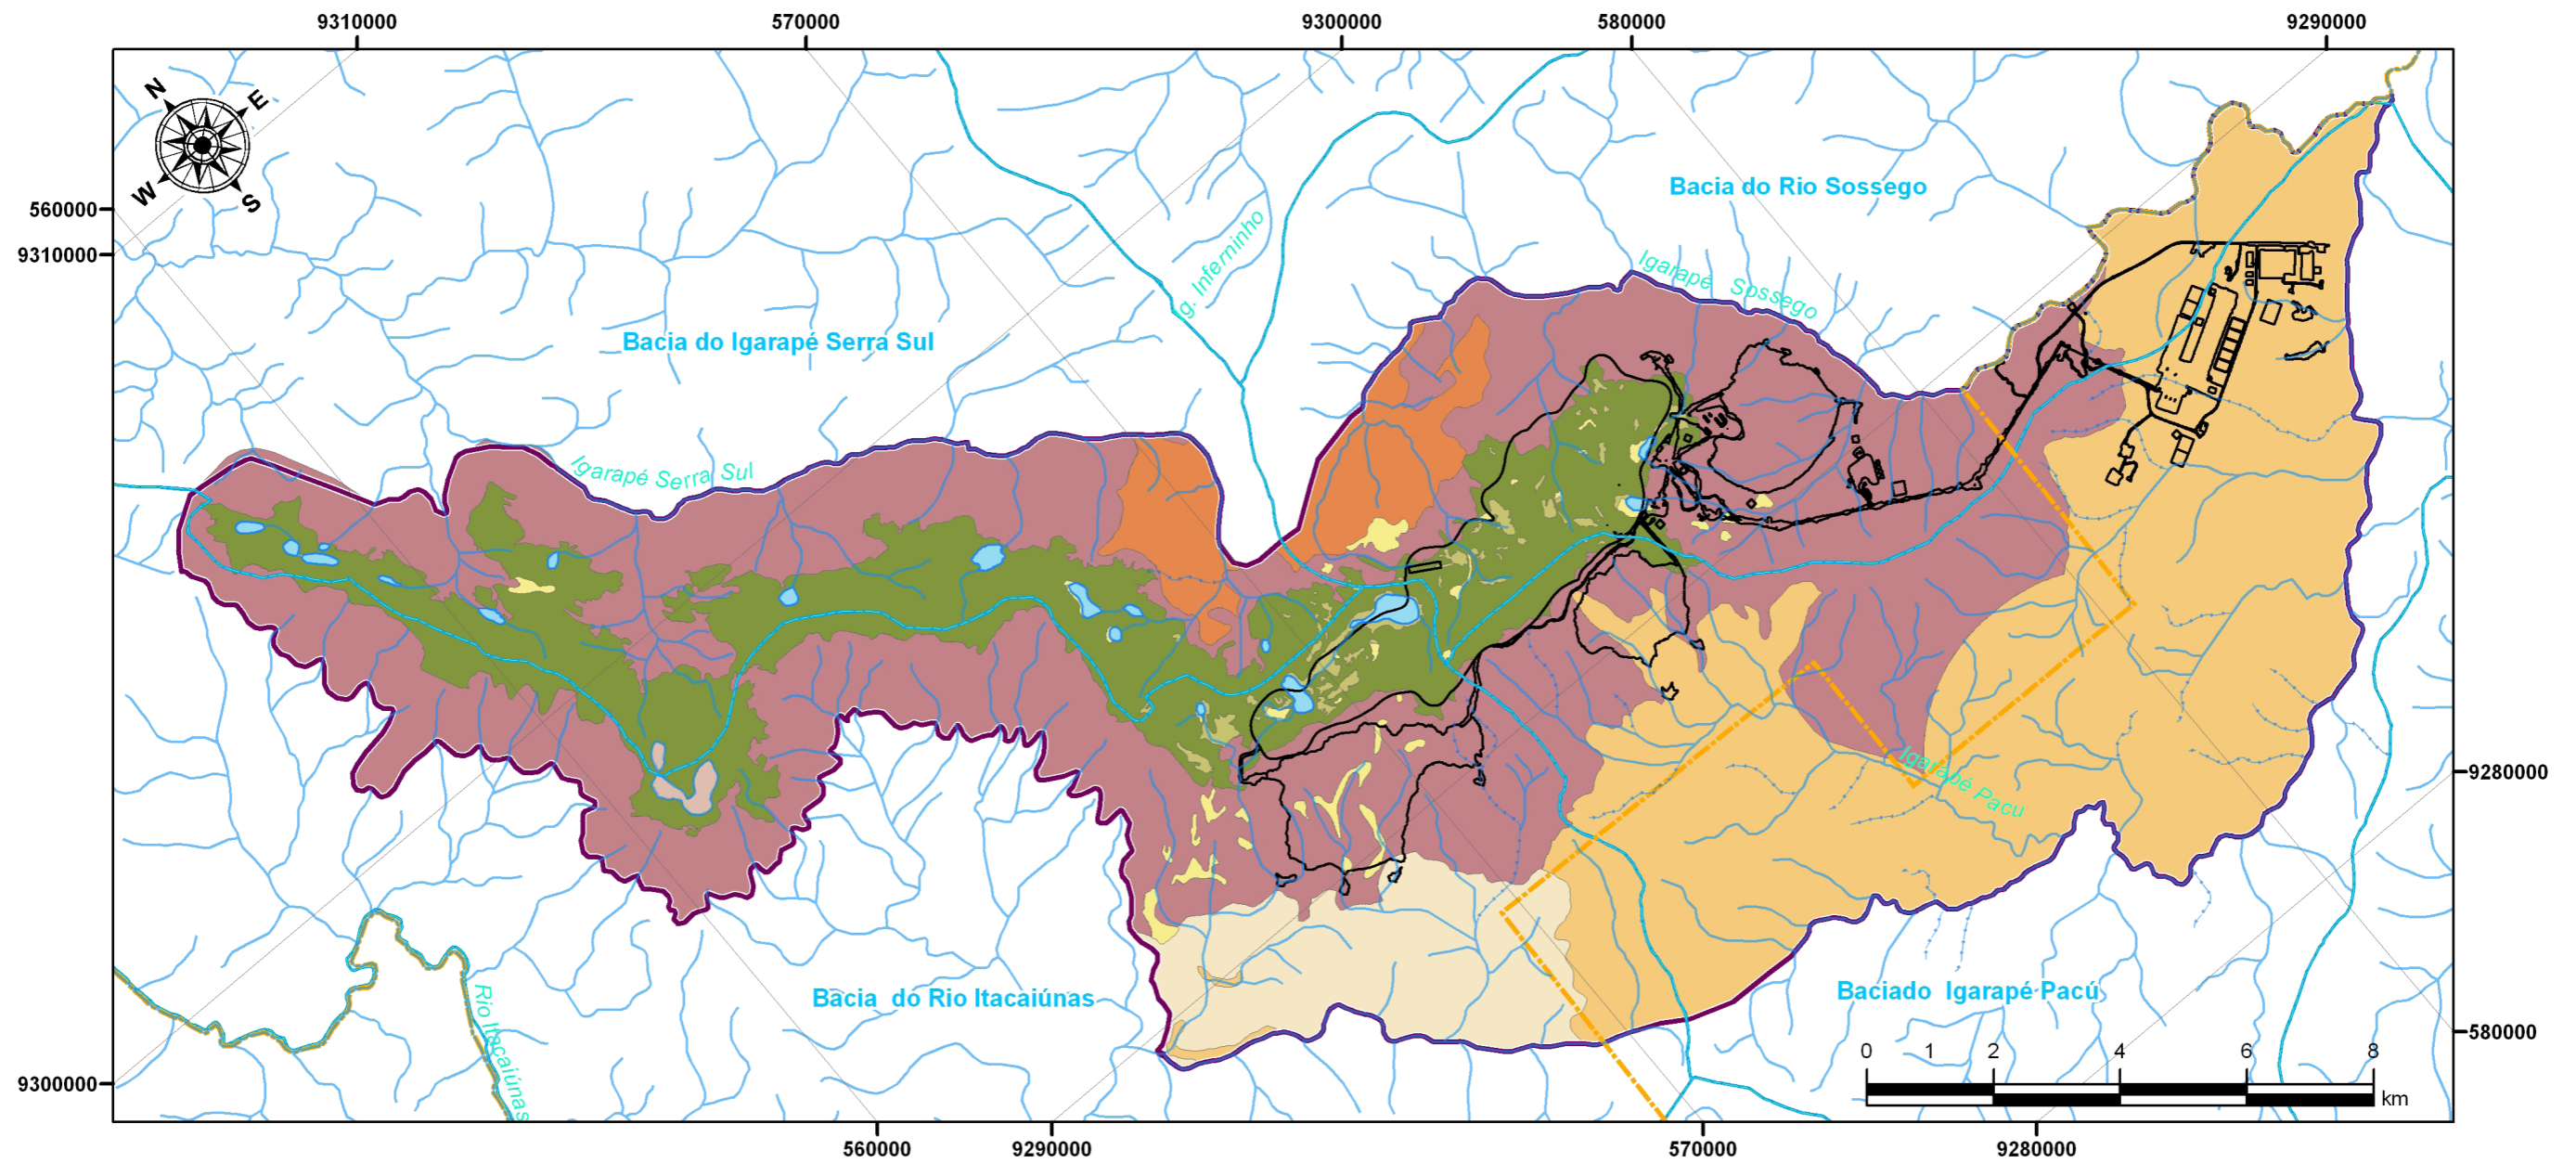 9310000 570000 9300000 580000 9290000
N
E
W
S
560000
9310000
Bacia do Rio Sossego
Ig. Inferninho
Igarapé Sossego
Bacia do Igarapé Serra Sul
Igarapé Serra Sul
Igarapé Pacu
9280000
Bacia do Rio Itacaiúnas
Baciado Igarapé Pacú
Rio Itacaiúnas
580000
0 1 2 4 6 8
km
9300000
560000 9290000 570000 9280000